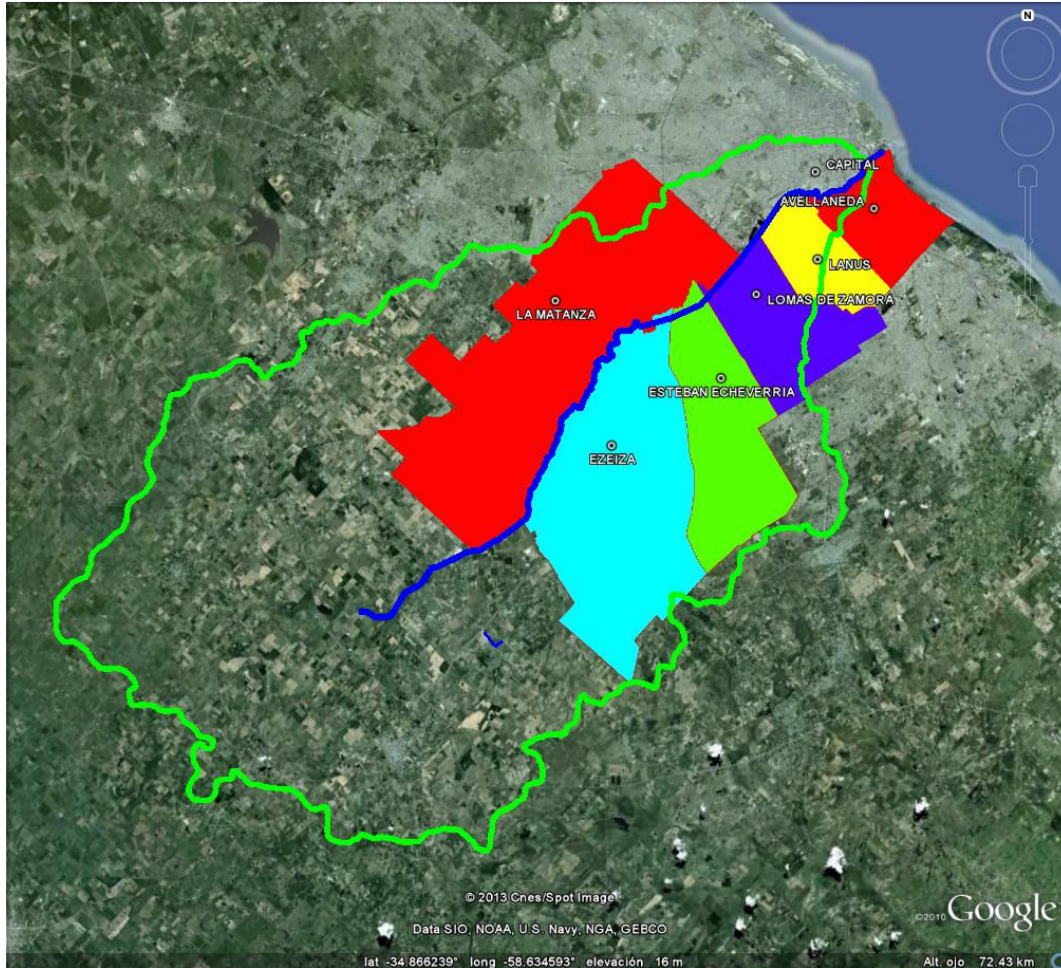 N
CAPITAL
AVELLANEDA
LANUS
LOMAS DE ZAMORA
LA MATANZA
ESTEBAN ECHEVERRIA
EZEIZA
© 2013 Cnes/Spot Image
©2010 Google
Data SIO, NOAA, U.S. Navy, NGA, GEBCO
lat -34.866239° long -58.634593° elevación 16 m Alt. ojo 72.43 km